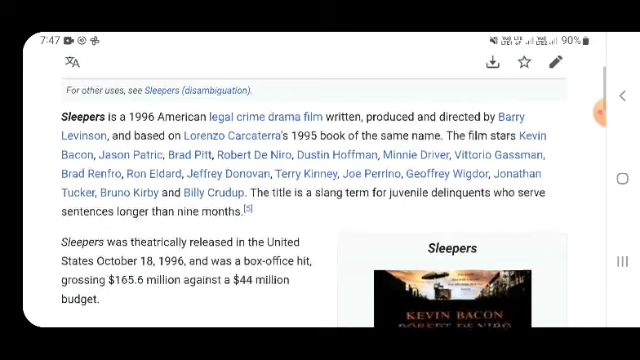 7:47
90%
For other uses, see Sleepers (disambiguation).
Sleepers is a 1996 American legal crime drama film written, produced and directed by Barry
Levinson, and based on Lorenzo Carcaterra's 1995 book of the same name. The film stars Kevin
Bacon, Jason Patric, Brad Pitt, Robert De Niro, Dustin Hoffman, Minnie Driver, Vittorio Gassman,
Brad Renfro, Ron Eldard, Jeffrey Donovan, Terry Kinney, Joe Perrino, Geoffrey Wigdor, Jonathan
Tucker, Bruno Kirby and Billy Crudup. The title is a slang term for juvenile delinquents who serve
sentences longer than nine months.[5]
Sleepers was theatrically released in the United
States October 18, 1996, and was a box-office hit,
grossing $165.6 million against a $44 million
budget.
Sleepers
KEVIN BACON
ROBERT DE NIRO